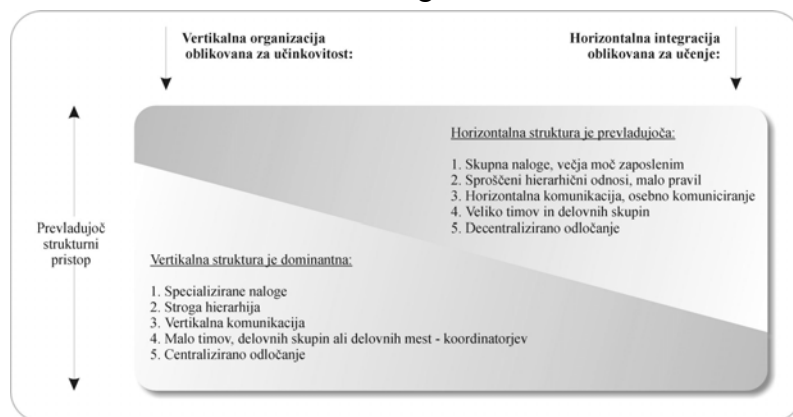 Vertikalna organizacija
oblikovana za učinkovitost:
Horizontalna integracija
oblikovana za učenje:
Horizontalna struktura je prevladujoča:
1. Skupna naloge, večja moč zaposlenim
2. Sproščeni hierarhični odnosi, malo pravil
3. Horizontalna komunikacija, osebno komuniciranje
4. Veliko timov in delovnih skupin
5. Decentralizirano odločanje
Prevladujoč
strukturni
pristop
Vertikalna struktura je dominantna:
1. Specializirane naloge
2. Stroga hierarhija
3. Vertikalna komunikacija
4. Malo timov, delovnih skupin ali delovnih mest - koordinatorjev
5. Centralizirano odločanje